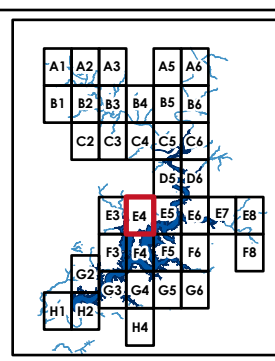 A1 A2 A3 A5 A6
B1 B2 B3 B4 B5 B6
C2 C3 C4 C5 C6
D5 D6
E3 E4 E5 E6 E7 E8
F3 F4 F5 F6 F8
G2 G3 G4 G5 G6
H1 H2 H4